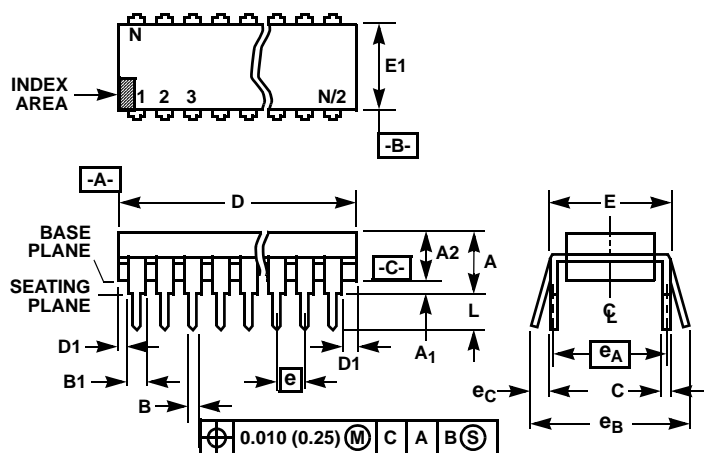 N
E1
INDEX
AREA
1 2 3 N/2
-B-
-A-
D
E
BASE
PLANE
A2
A
-C-
SEATING
PLANE
L
D1
A1
D1
℄
B1
e
eA
B
eC
C
eB
⌖ 0.010 (0.25) Ⓜ C A B Ⓢ